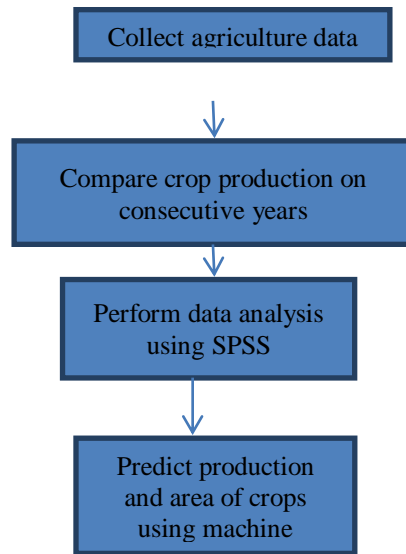 Collect agriculture data
Compare crop production on
consecutive years
Perform data analysis
using SPSS
Predict production
and area of crops
using machine